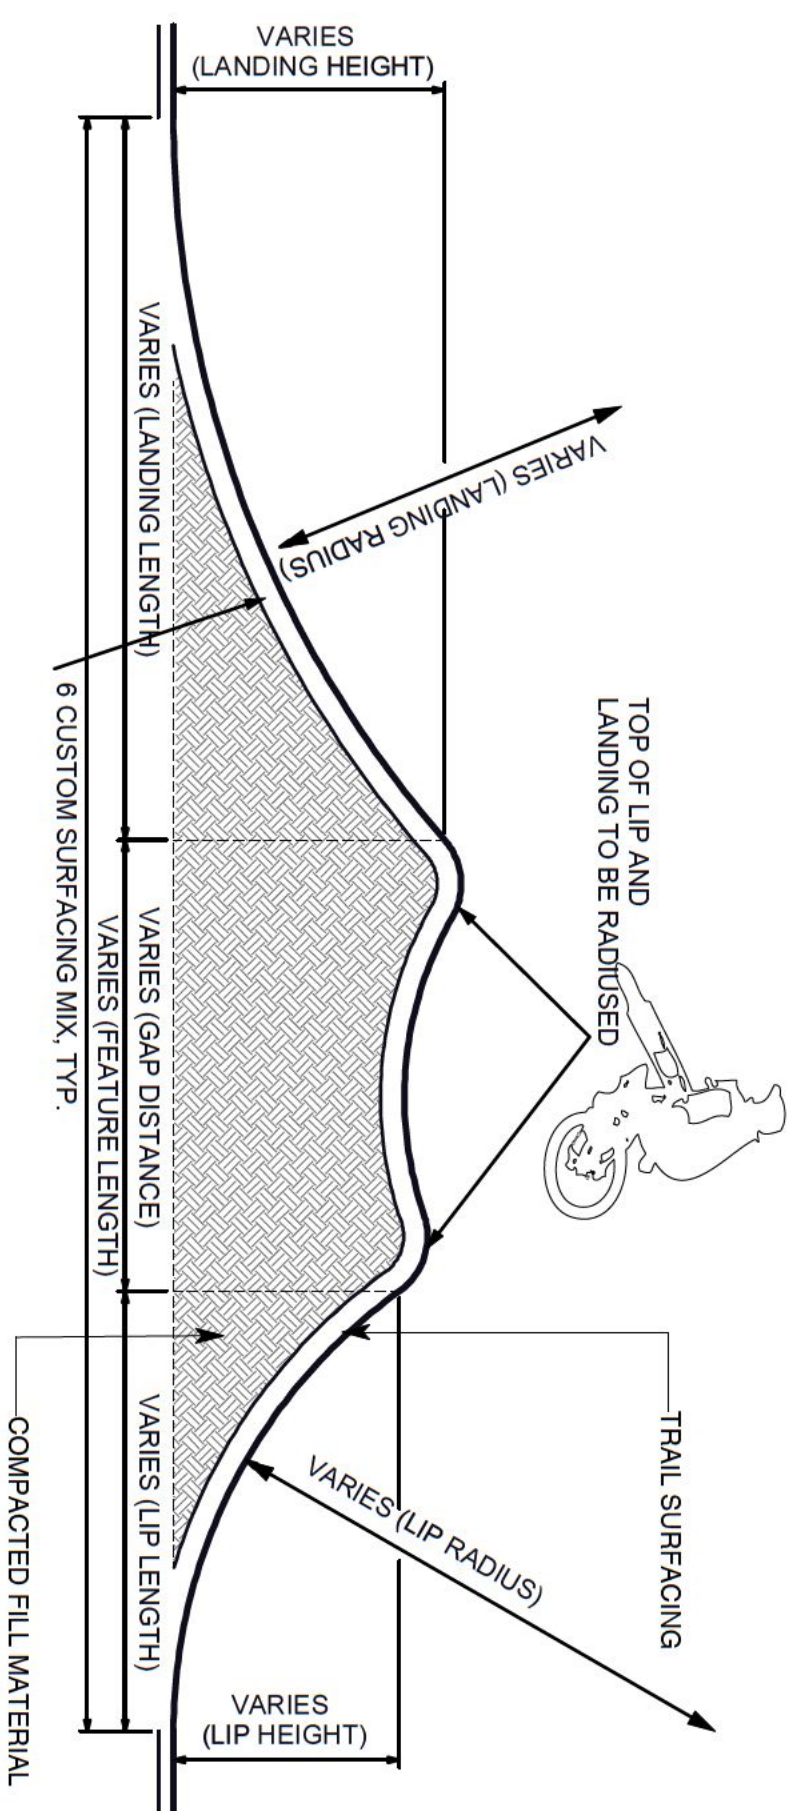 VARIES
(LANDING HEIGHT)
VARIES (LANDING RADIUS)
TOP OF LIP AND
LANDING TO BE RADIUSED
TRAIL SURFACING
VARIES (LIP RADIUS)
VARIES (LANDING LENGTH)
VARIES (GAP DISTANCE)
VARIES (LIP LENGTH)
VARIES (FEATURE LENGTH)
6 CUSTOM SURFACING MIX, TYP.
COMPACTED FILL MATERIAL
VARIES
(LIP HEIGHT)